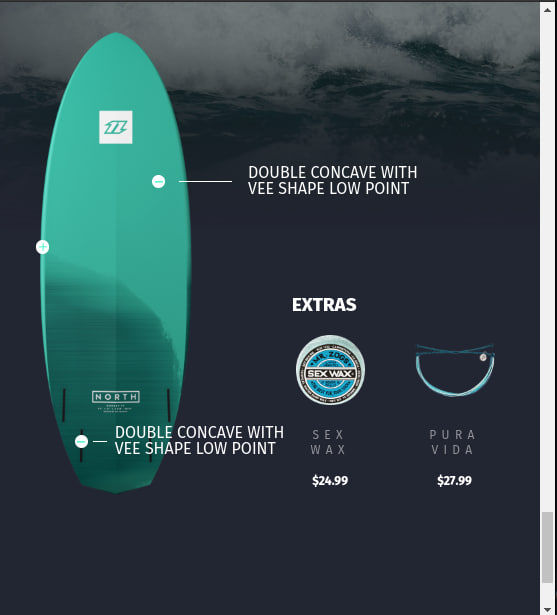 DOUBLE CONCAVE WITH
VEE SHAPE LOW POINT
EXTRAS
MR. ZOGS
SEX WAX
NORTH
DOUBLE CONCAVE WITH
VEE SHAPE LOW POINT
SEX
WAX
$24.99
PURA
VIDA
$27.99